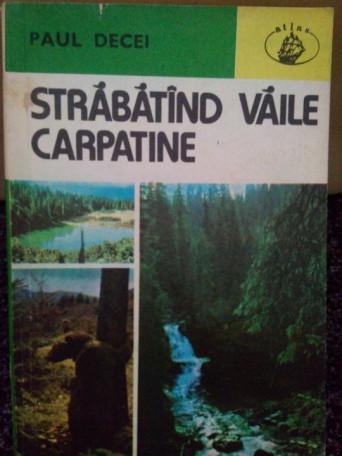 PAUL DECEI
atlas
STRĂBĂTÎND VĂILE
CARPATINE